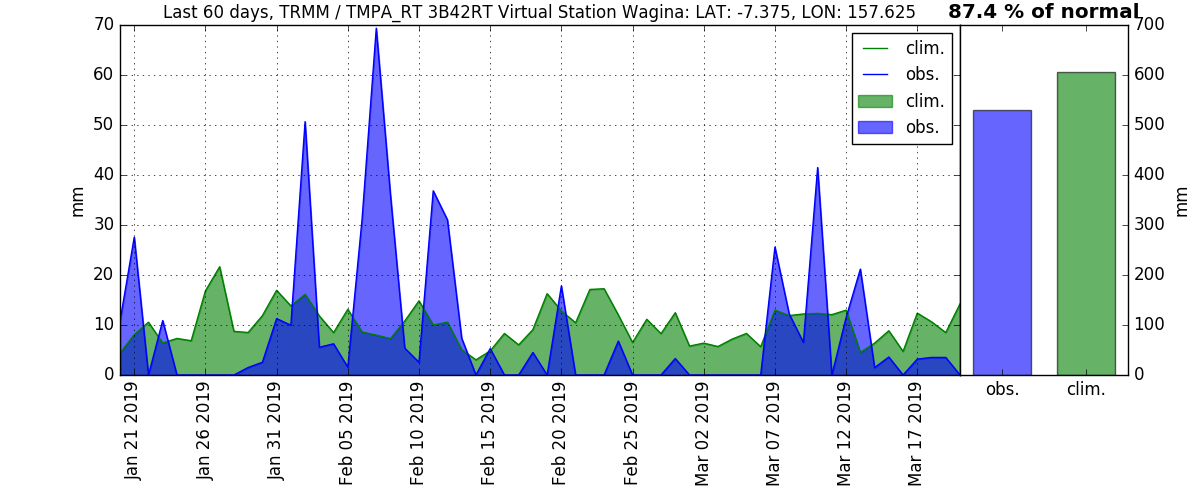 Last 60 days, TRMM / TMPA_RT 3B42RT Virtual Station Wagina: LAT: -7.375, LON: 157.625
87.4 % of normal
70
60
50
40
30
20
10
0
mm
clim.
obs.
clim.
obs.
700
600
500
400
300
200
100
0
mm
obs.
clim.
Jan 21 2019
Jan 26 2019
Jan 31 2019
Feb 05 2019
Feb 10 2019
Feb 15 2019
Feb 20 2019
Feb 25 2019
Mar 02 2019
Mar 07 2019
Mar 12 2019
Mar 17 2019